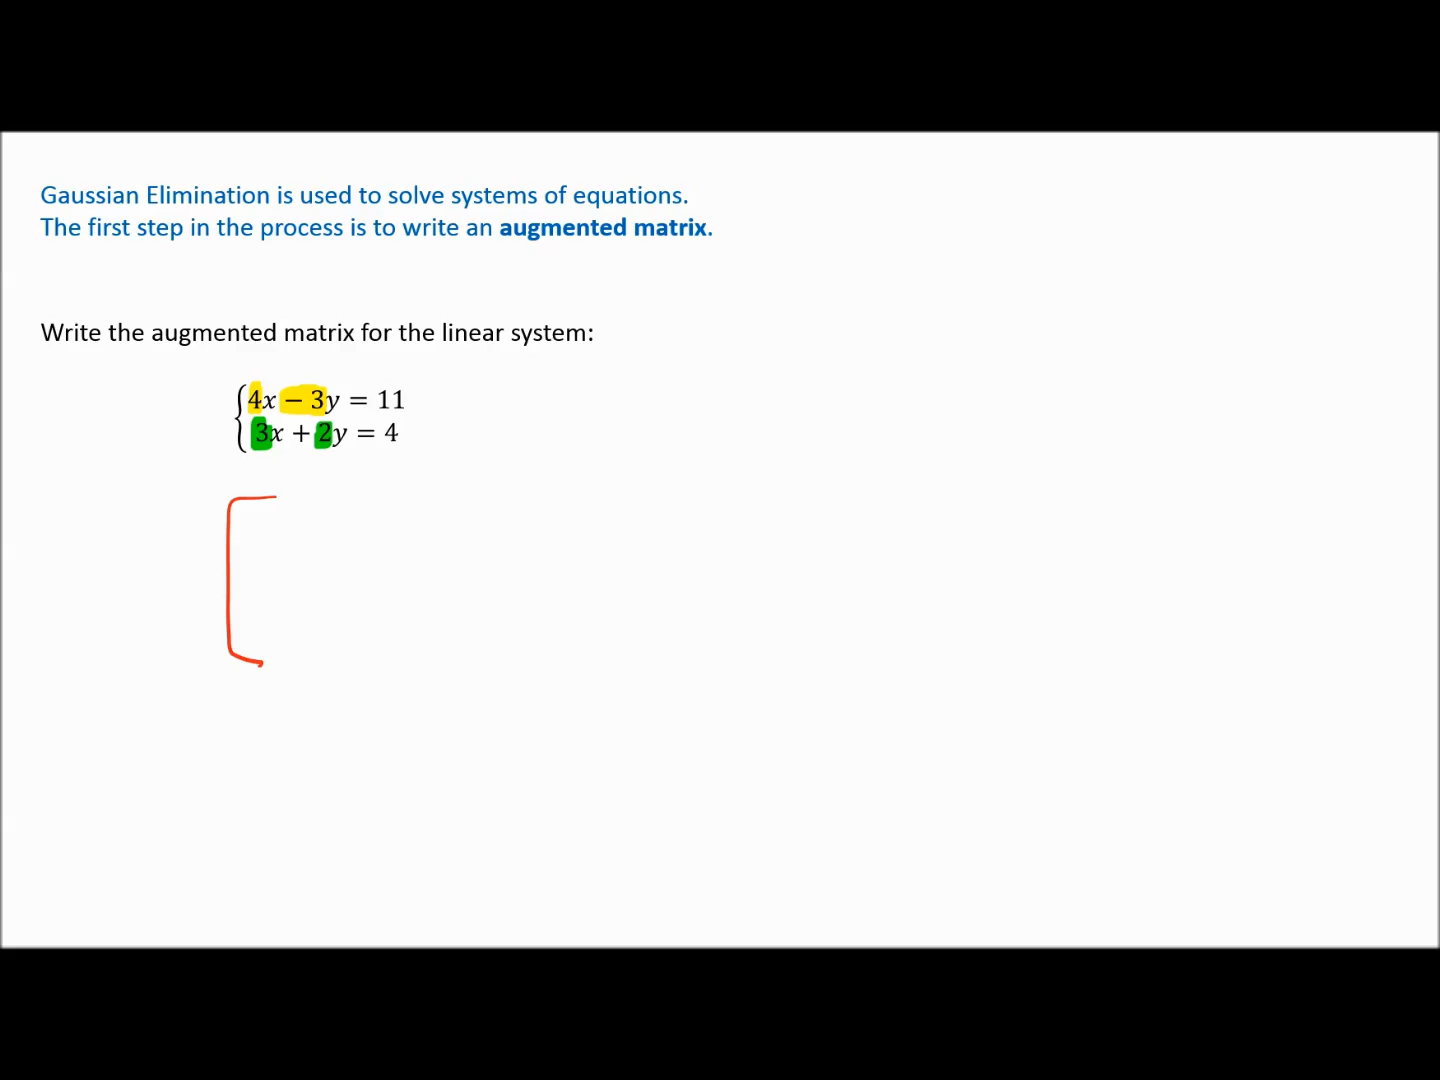 Gaussian Elimination is used to solve systems of equations.
The first step in the process is to write an augmented matrix.
Write the augmented matrix for the linear system:
4x − 3y = 11
3x + 2y = 4